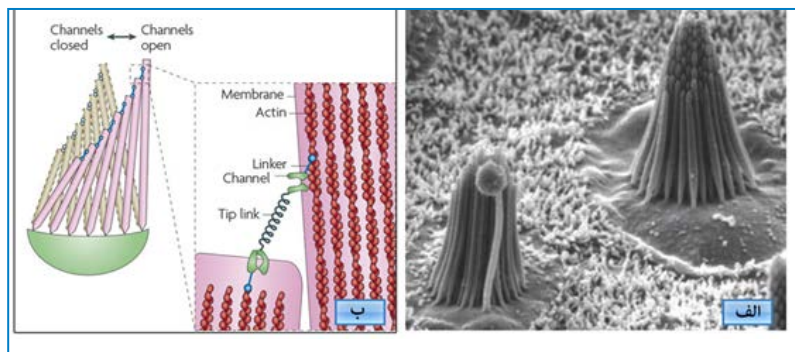 Channels closed
Channels open
Membrane
Actin
Linker
Channel
Tip link
ب
الف